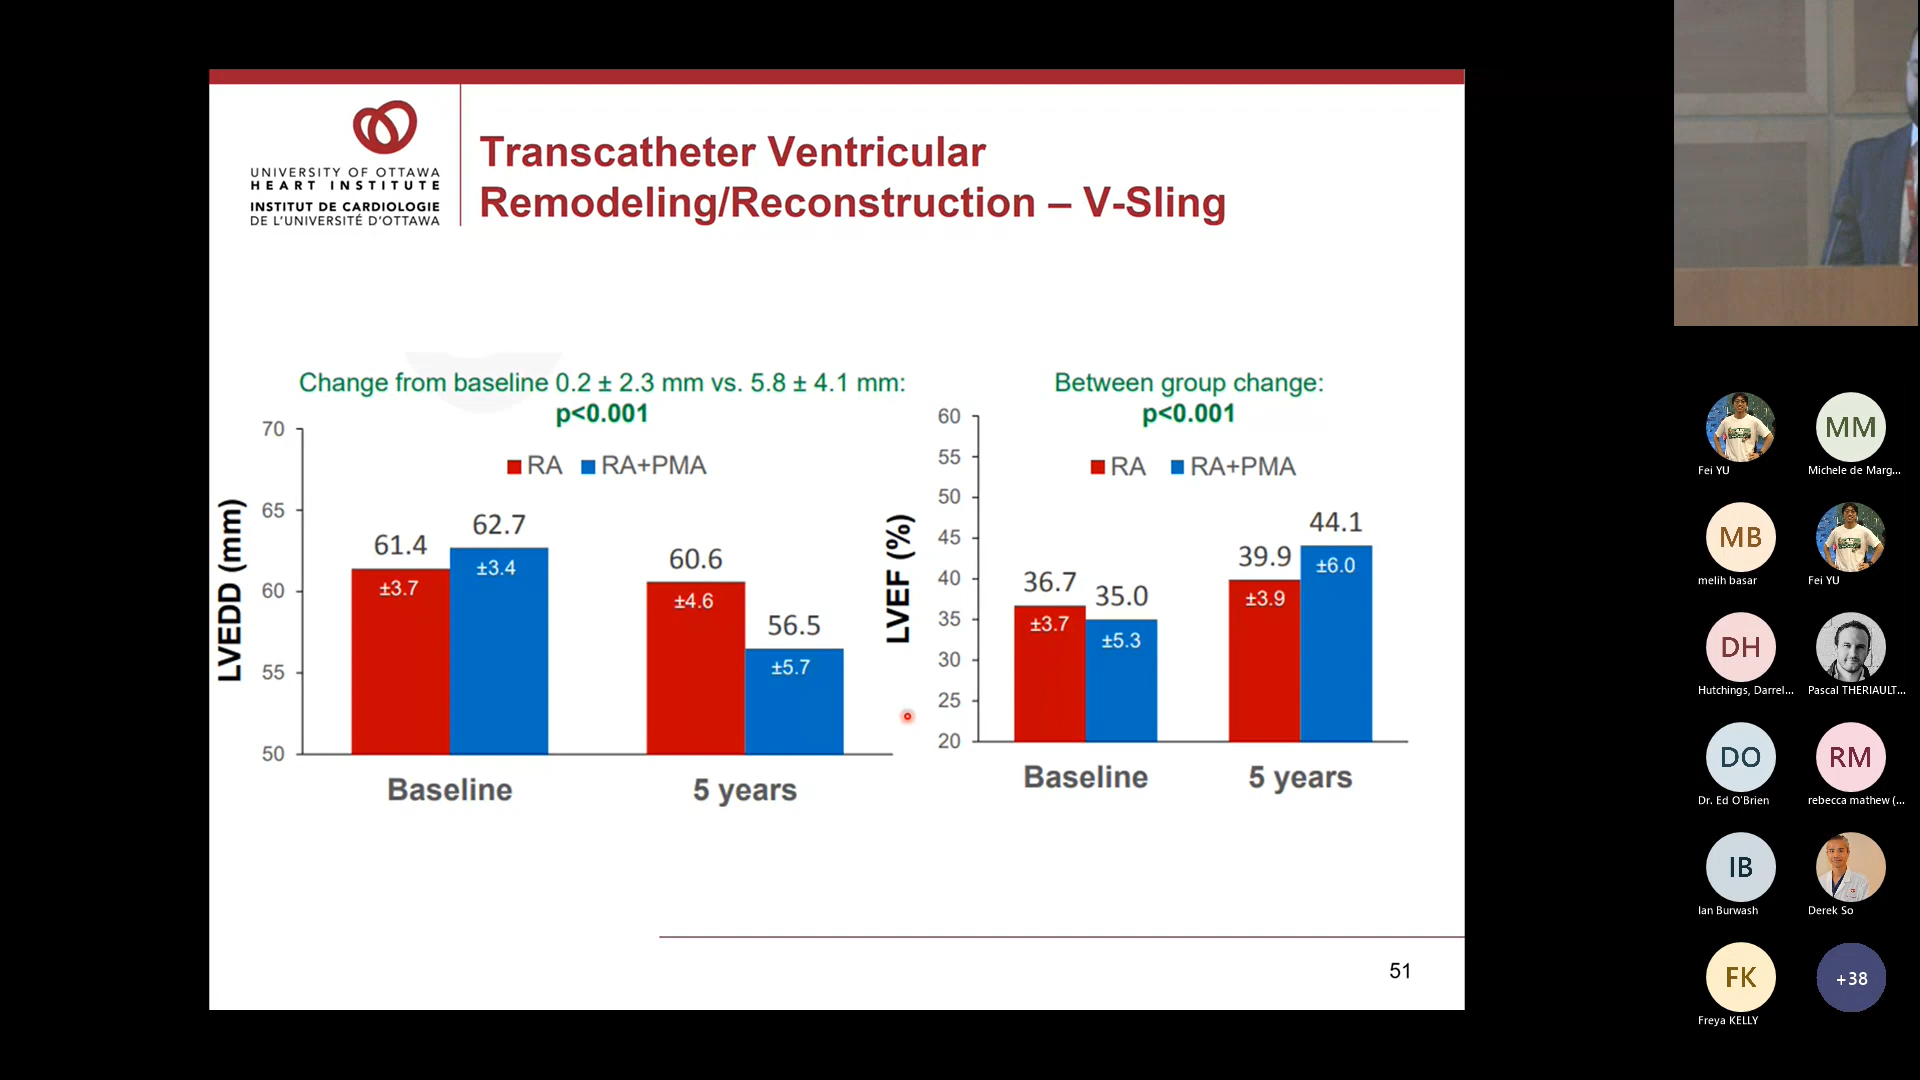 UNIVERSITY OF OTTAWA
HEART INSTITUTE
INSTITUT DE CARDIOLOGIE
DE L'UNIVERSITÉ D'OTTAWA
Transcatheter Ventricular
Remodeling/Reconstruction – V-Sling
Change from baseline 0.2 ± 2.3 mm vs. 5.8 ± 4.1 mm:
p<0.001
RA RA+PMA
LVEDD (mm)
70
65
60
55
50
61.4
±3.7
62.7
±3.4
60.6
±4.6
56.5
±5.7
Baseline
5 years
Between group change:
p<0.001
RA RA+PMA
LVEF (%)
60
55
50
45
40
35
30
25
20
36.7
±3.7
35.0
±5.3
39.9
±3.9
44.1
±6.0
Baseline
5 years
51
Fei YU
MM
Michele de Marg...
MB
melih basar
Fei YU
DH
Hutchings, Darrel...
Pascal THERIAULT...
DO
Dr. Ed O'Brien
RM
rebecca mathew (...
IB
Ian Burwash
Derek So
FK
Freya KELLY
+38